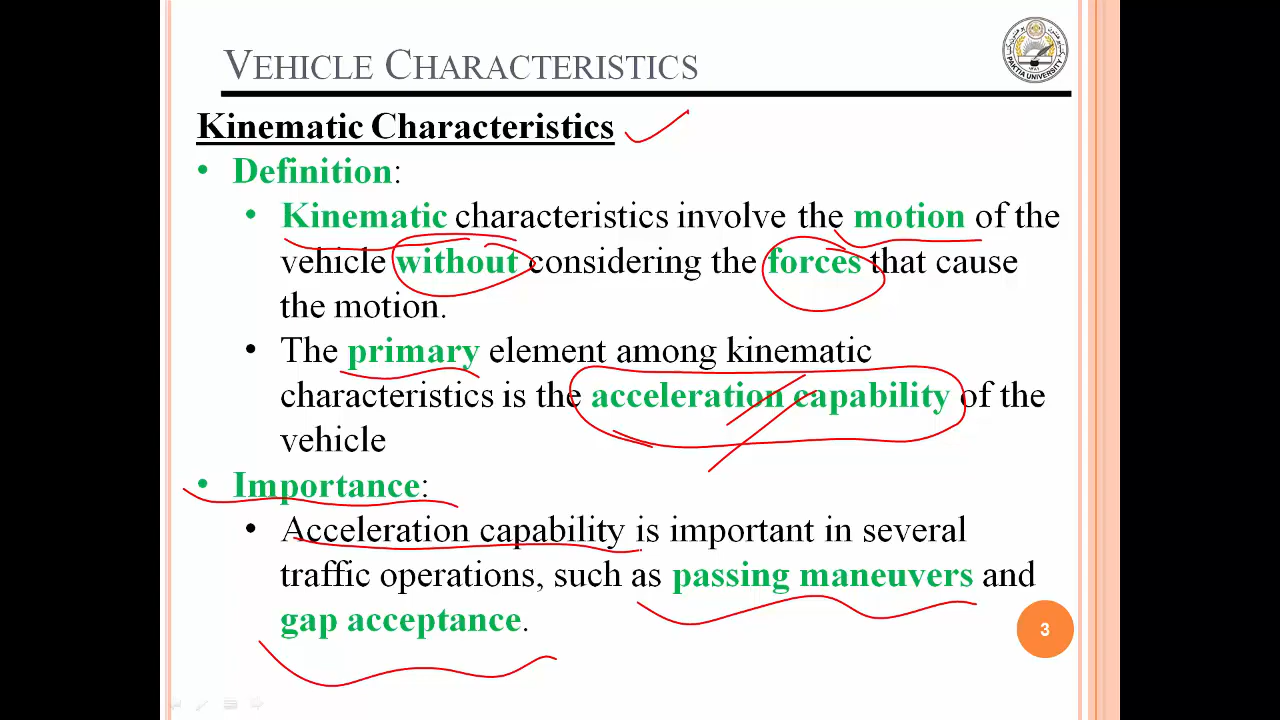 VEHICLE CHARACTERISTICS
PAKTIA UNIVERSITY
Kinematic Characteristics
• Definition:
• Kinematic characteristics involve the motion of the
vehicle without considering the forces that cause
the motion.
• The primary element among kinematic
characteristics is the acceleration capability of the
vehicle
• Importance:
• Acceleration capability is important in several
traffic operations, such as passing maneuvers and
gap acceptance.
3